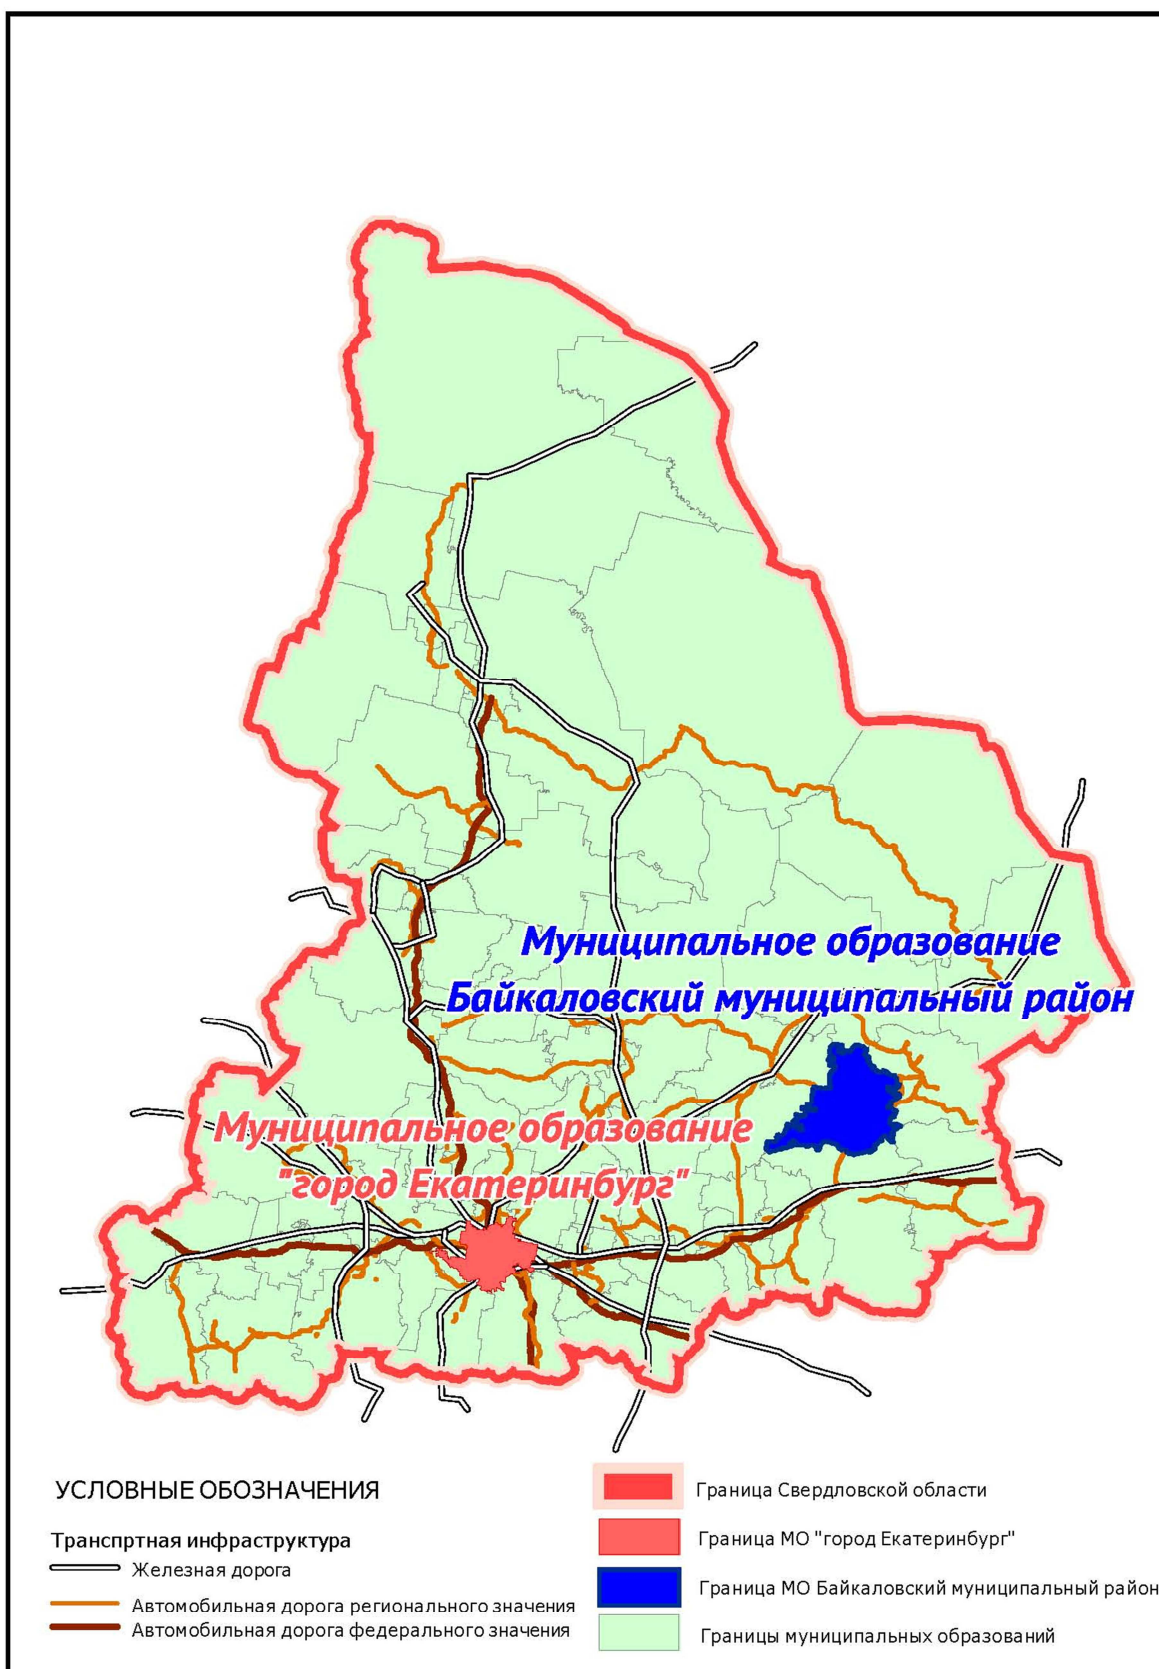 Муниципальное образование
Байкаловский муниципальный район
Муниципальное образование
"город Екатеринбург"
УСЛОВНЫЕ ОБОЗНАЧЕНИЯ
Транспртная инфраструктура
Железная дорога
Автомобильная дорога регионального значения
Автомобильная дорога федерального значения
Граница Свердловской области
Граница МО "город Екатеринбург"
Граница МО Байкаловский муниципальный район
Границы муниципальных образований